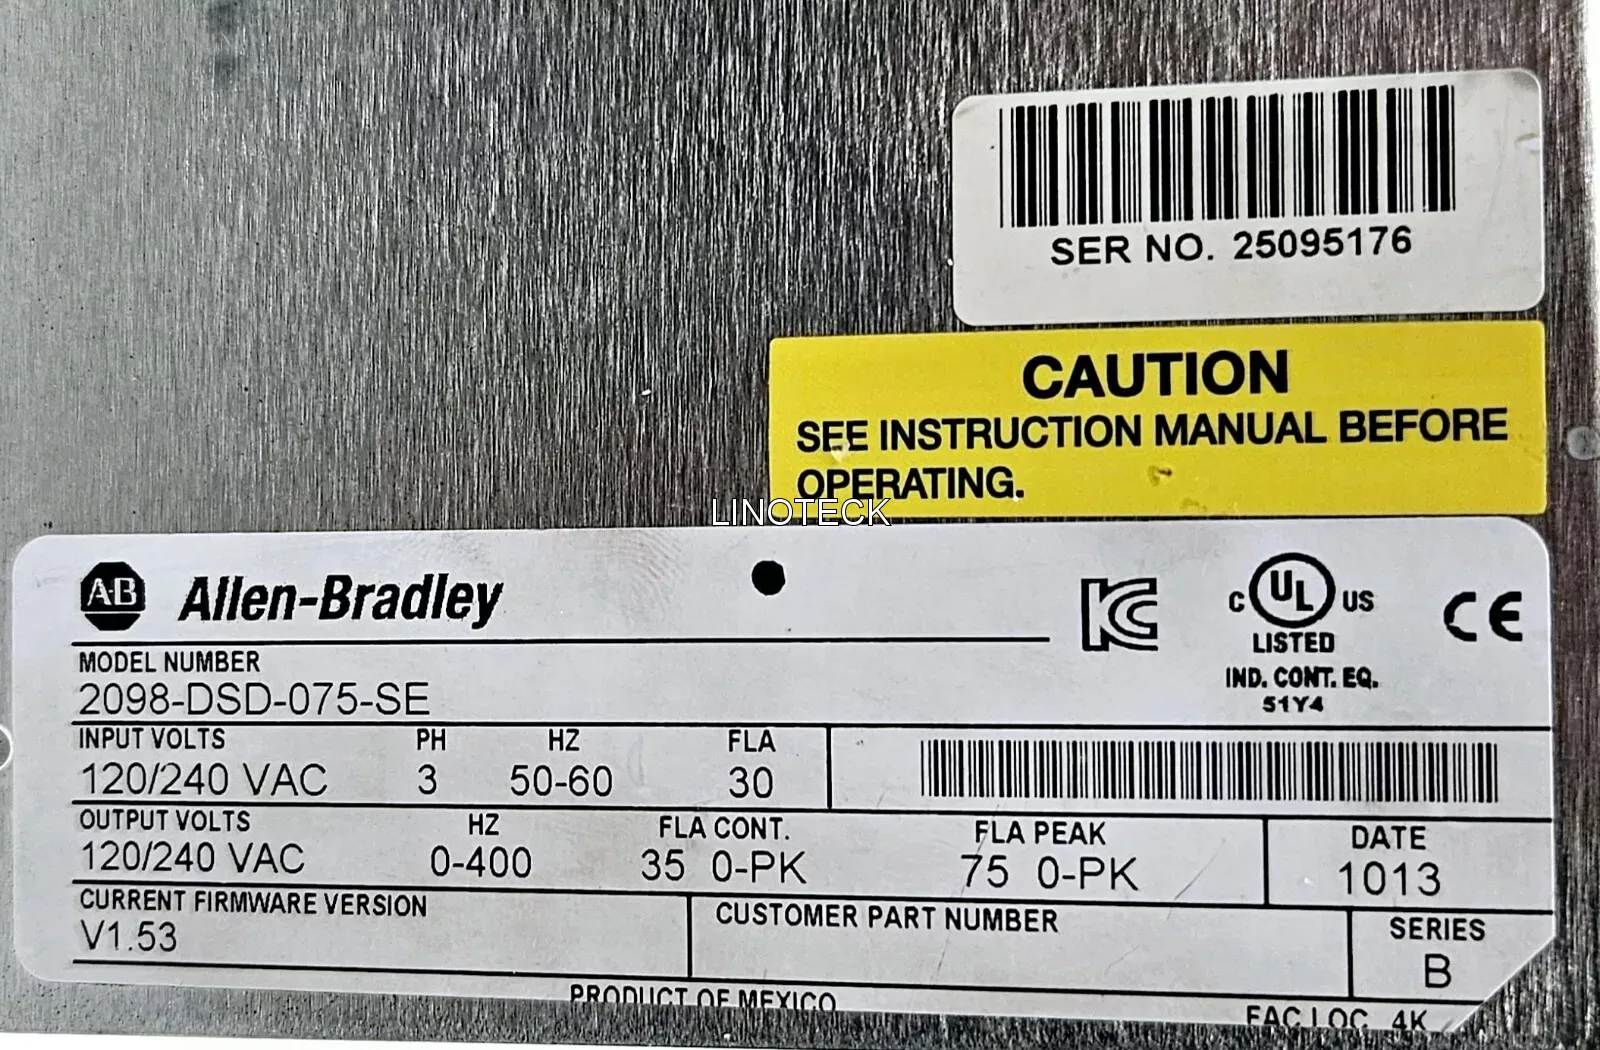 SER NO. 25095176
CAUTION
SEE INSTRUCTION MANUAL BEFORE
OPERATING.
LINOTECK
A-B Allen-Bradley
C UL US
LISTED
IND. CONT. EQ.
51Y4
CE
MODEL NUMBER
2098-DSD-075-SE
INPUT VOLTS PH HZ FLA
120/240 VAC 3 50-60 30
OUTPUT VOLTS HZ FLA CONT. FLA PEAK DATE
120/240 VAC 0-400 35 0-PK 75 0-PK 1013
CURRENT FIRMWARE VERSION CUSTOMER PART NUMBER SERIES
V1.53 B
PRODUCT OF MEXICO
FAC LOC 4K